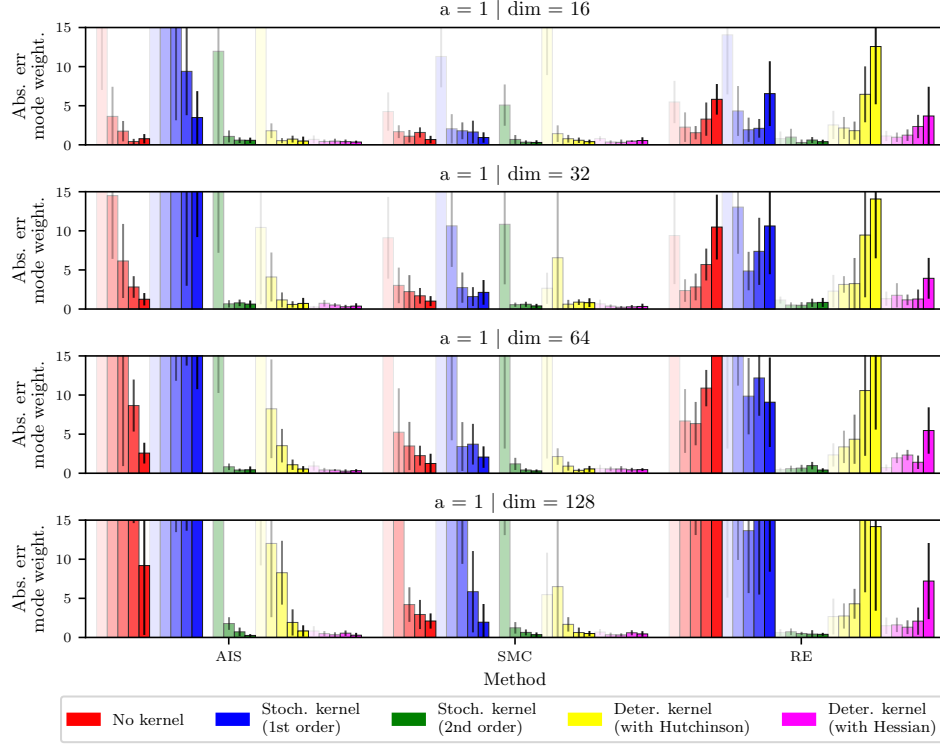 a = 1 | dim = 16
Abs. err
mode weight.
15
10
5
0
a = 1 | dim = 32
Abs. err
mode weight.
15
10
5
0
a = 1 | dim = 64
Abs. err
mode weight.
15
10
5
0
a = 1 | dim = 128
Abs. err
mode weight.
15
10
5
0
AIS
SMC
RE
Method
No kernel
Stoch. kernel
(1st order)
Stoch. kernel
(2nd order)
Deter. kernel
(with Hutchinson)
Deter. kernel
(with Hessian)